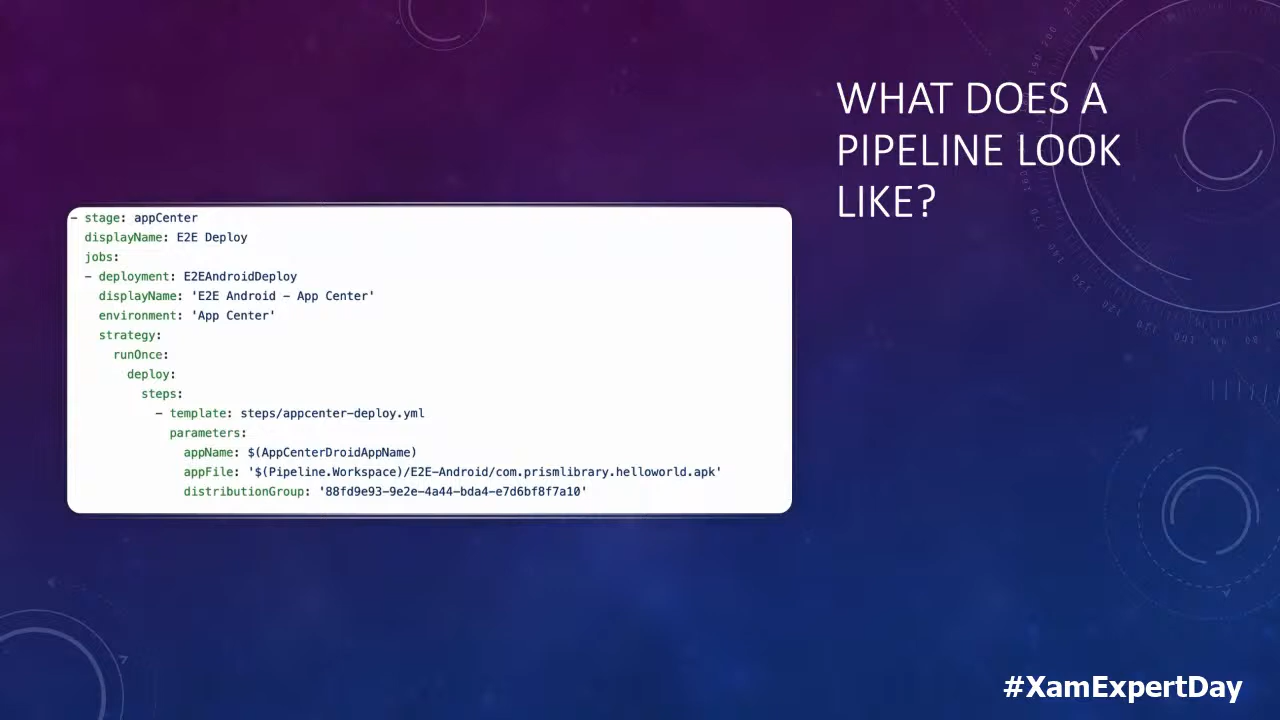 WHAT DOES A
PIPELINE LOOK
LIKE?
- stage: appCenter
  displayName: E2E Deploy
  jobs:
  - deployment: E2EAndroidDeploy
    displayName: 'E2E Android - App Center'
    environment: 'App Center'
    strategy:
      runOnce:
        deploy:
          steps:
            - template: steps/appcenter-deploy.yml
              parameters:
                appName: $(AppCenterDroidAppName)
                appFile: '$(Pipeline.Workspace)/E2E-Android/com.prismlibrary.helloworld.apk'
                distributionGroup: '88fd9e93-9e2e-4a44-bda4-e7d6bf8f7a10'
#XamExpertDay